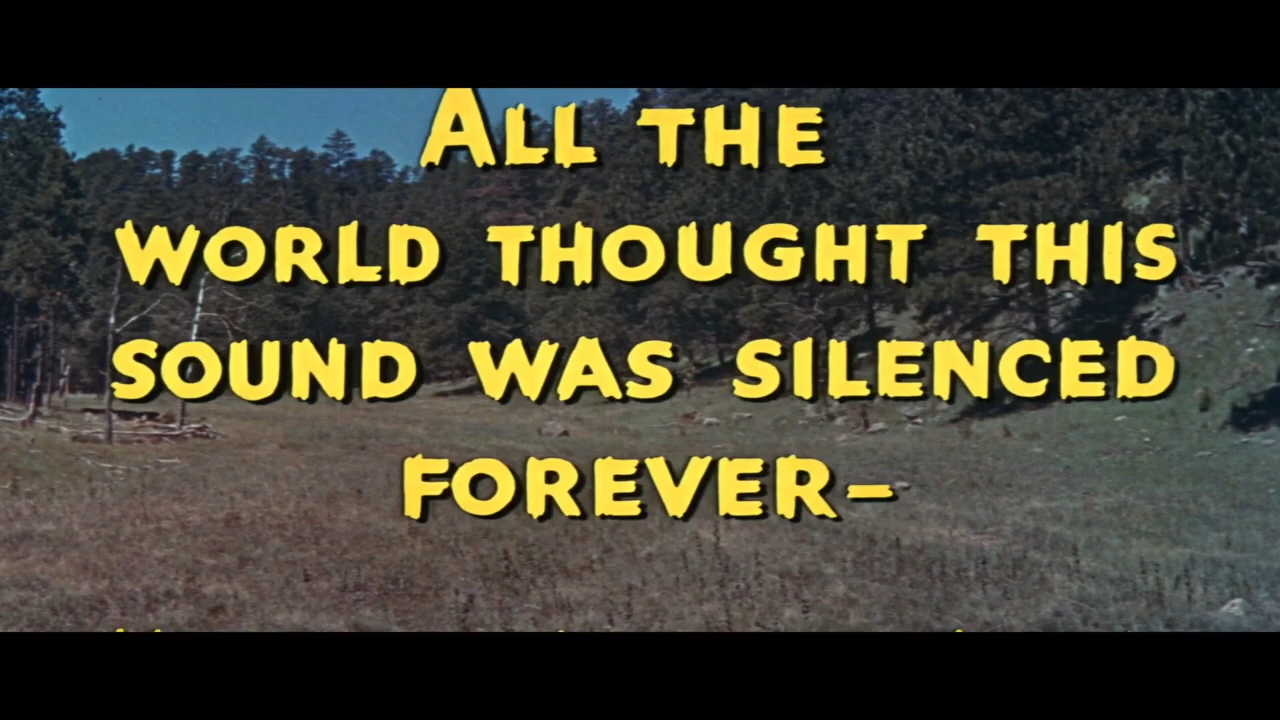 ALL THE
WORLD THOUGHT THIS
SOUND WAS SILENCED
FOREVER–